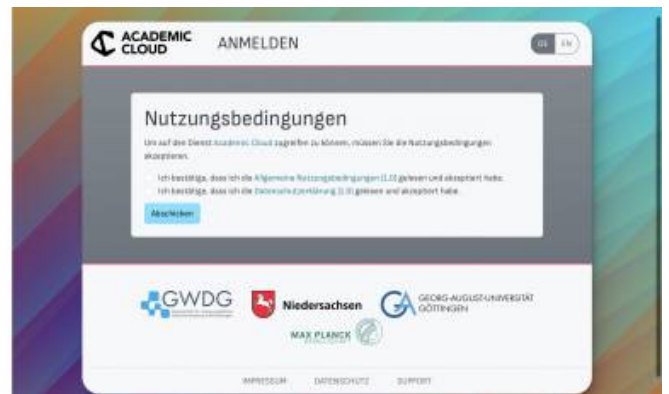 ACADEMIC
CLOUD
ANMELDEN
DE EN
Nutzungsbedingungen
Um auf den Dienst Academic Cloud zugreifen zu können, müssen Sie die Nutzungsbedingungen
akzeptieren.
Ich bestätige, dass ich die Allgemeine Nutzungsbedingungen (1.0) gelesen und akzeptiert habe.
Ich bestätige, dass ich die Datenschutzerklärung (1.0) gelesen und akzeptiert habe.
Abschicken
GWDG
Niedersachsen
GEORG-AUGUST-UNIVERSITÄT
GÖTTINGEN
MAX PLANCK
IMPRESSUM DATENSCHUTZ SUPPORT